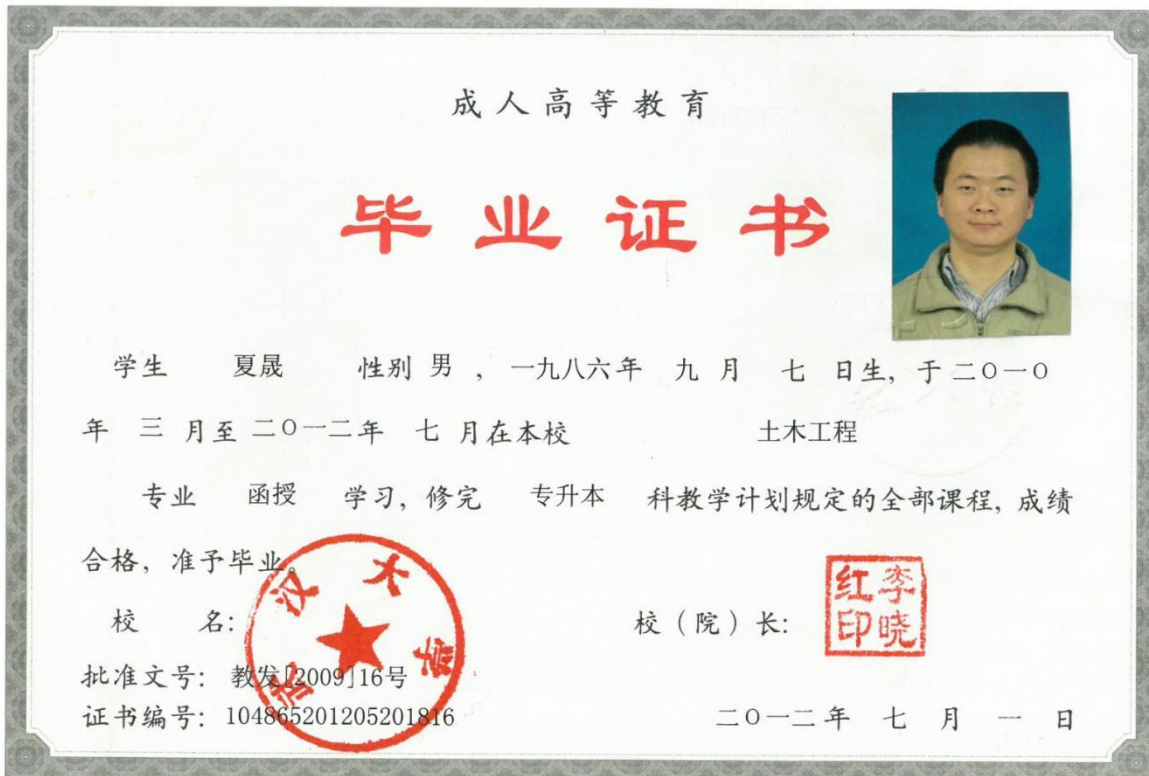 成人高等教育
毕业证书
学生 夏晟 性别 男 ，一九八六年 九 月 七 日生，于二〇一〇
年 三 月至二〇一二年 七 月在本校 土木工程
专业 函授 学习，修完 专升本 科教学计划规定的全部课程，成绩
合格，准予毕业。
武汉大学
校 名：
校（院）长：
李晓红印
批准文号：教发[2009]16号
证书编号：104865201205201816
二〇一二年 七 月 一 日